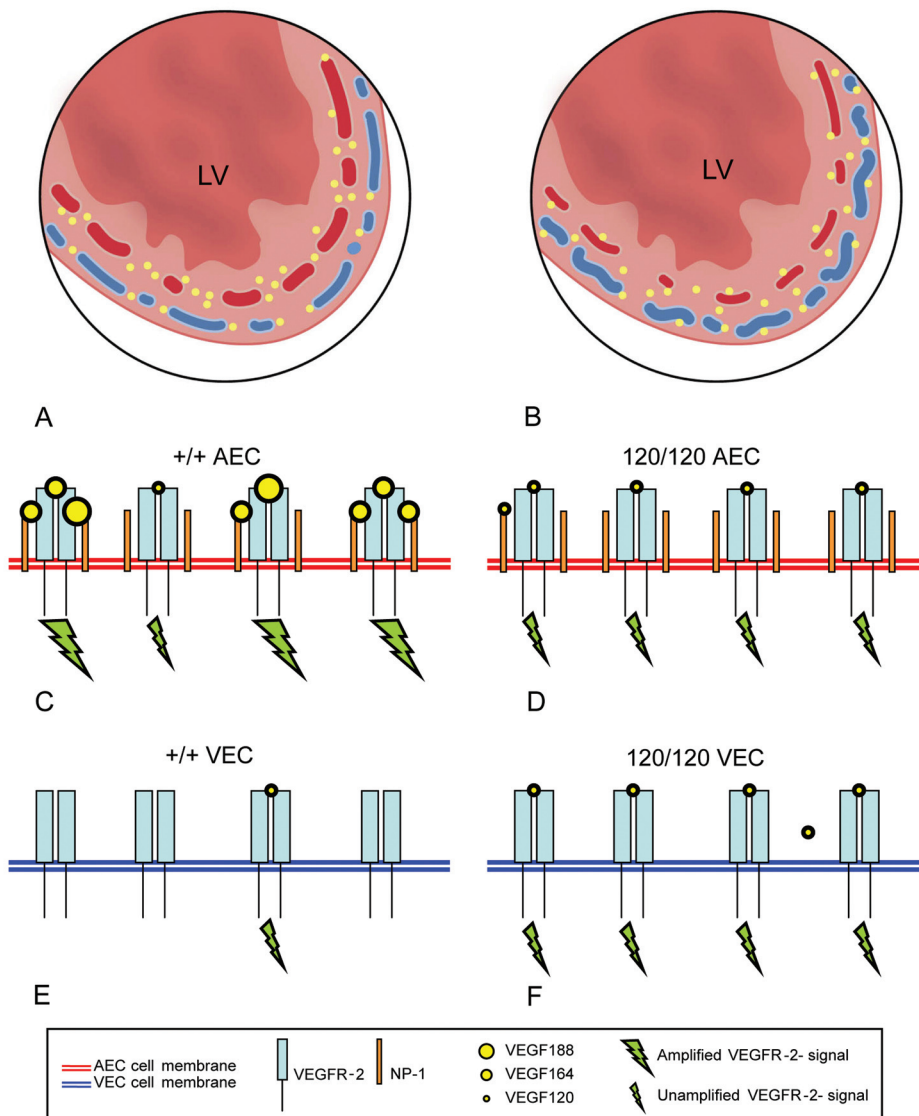 LV
LV
A
B
+/+ AEC
120/120 AEC
C
D
+/+ VEC
120/120 VEC
E
F
AEC cell membrane
VEC cell membrane
VEGFR-2
NP-1
VEGF188
VEGF164
VEGF120
Amplified VEGFR-2- signal
Unamplified VEGFR-2- signal